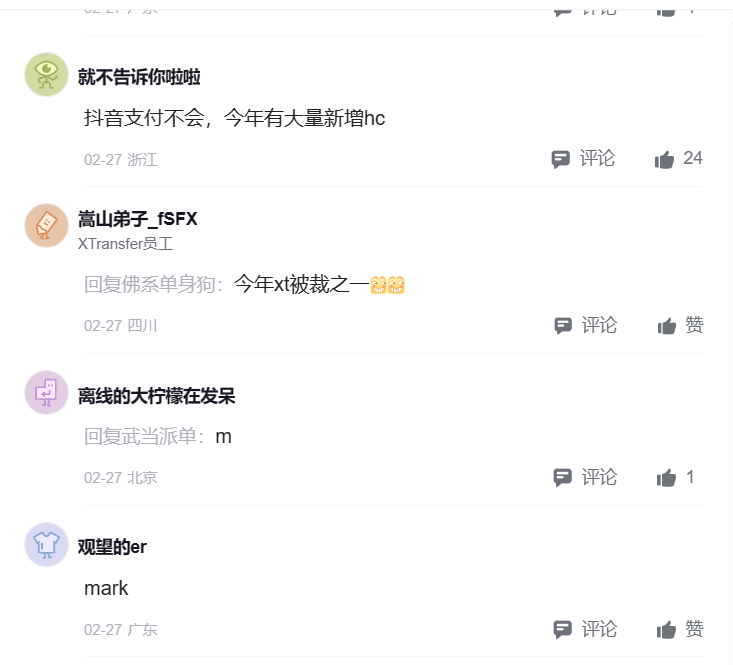 02-27 广东 评论 1
就不告诉你啦啦
抖音支付不会，今年有大量新增hc
02-27 浙江 评论 24
嵩山弟子_fSFX
XTransfer员工
回复佛系单身狗：今年xt被裁之一
02-27 四川 评论 赞
离线的大柠檬在发呆
回复武当派单：m
02-27 北京 评论 1
观望的er
mark
02-27 广东 评论 赞